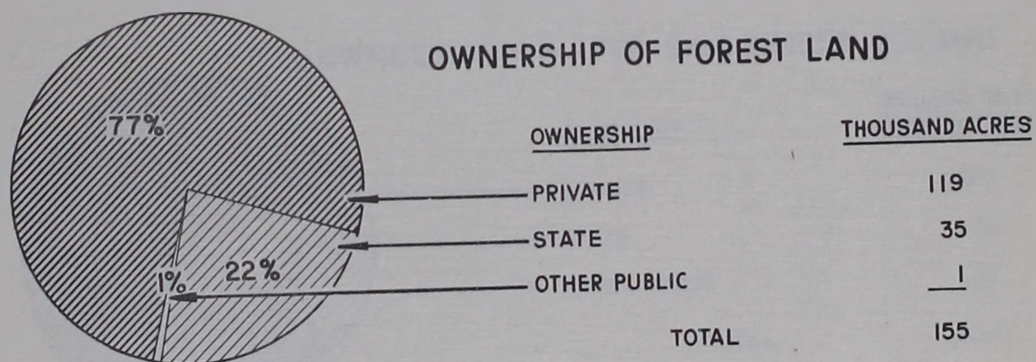 OWNERSHIP OF FOREST LAND
77%
1%
22%
OWNERSHIP THOUSAND ACRES
PRIVATE 119
STATE 35
OTHER PUBLIC 1
TOTAL 155